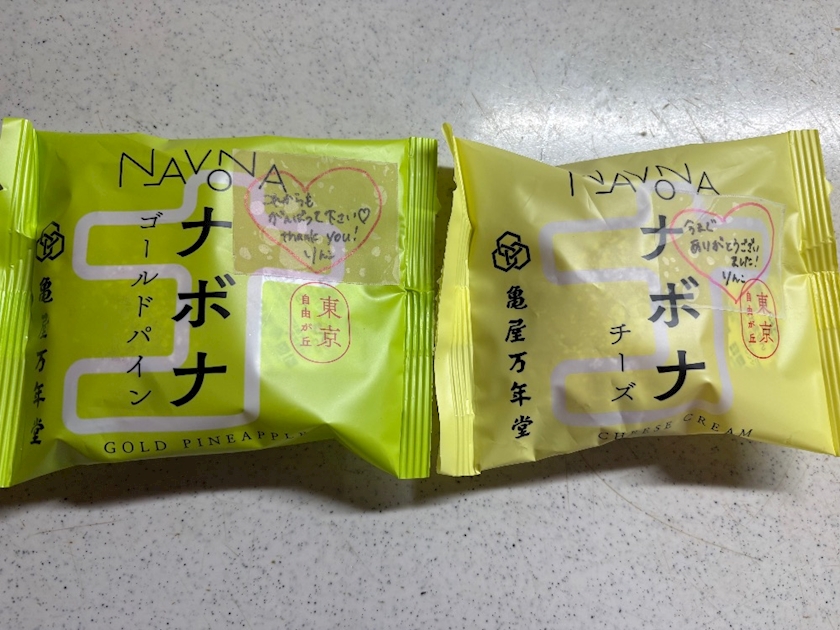 NAVONA
ナボナ
ゴールドパイン
亀屋万年堂
これからも
がんばって下さい♡
thank you!
りんご
東京
自由が丘
GOLD PINEAPPLE
NAVONA
ナボナ
チーズ
亀屋万年堂
今まで
ありがとうござい
ました!
りんご
東京
自由が丘
CHEESE CREAM